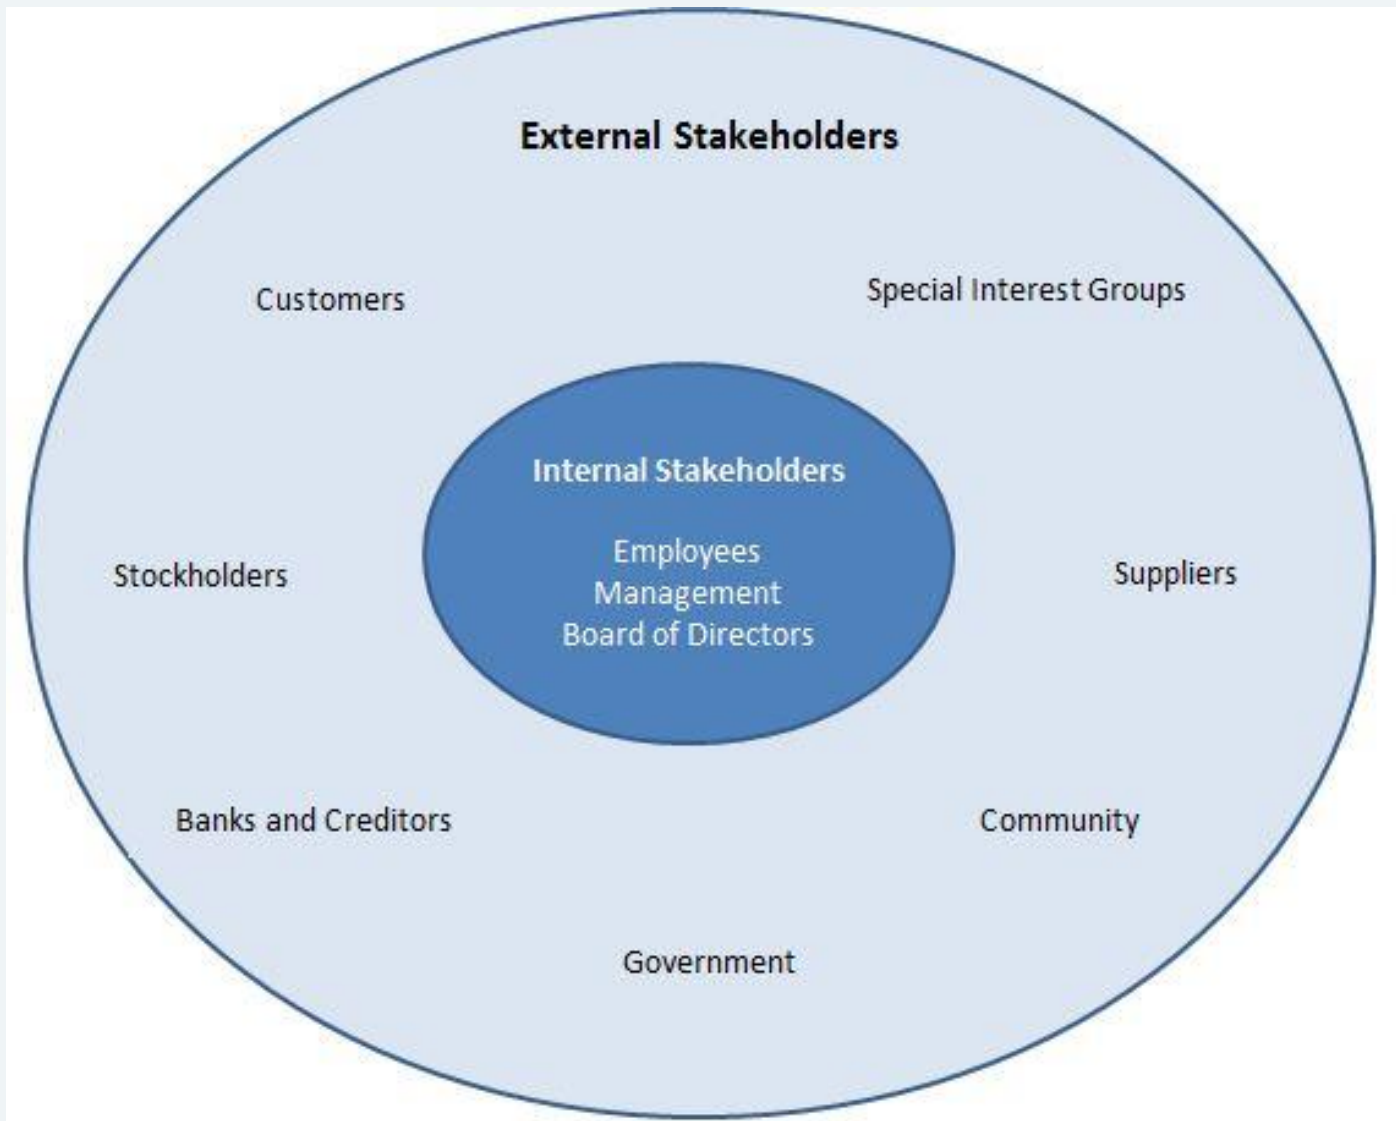 External Stakeholders
Customers
Special Interest Groups
Internal Stakeholders
Employees
Management
Board of Directors
Stockholders
Suppliers
Banks and Creditors
Community
Government